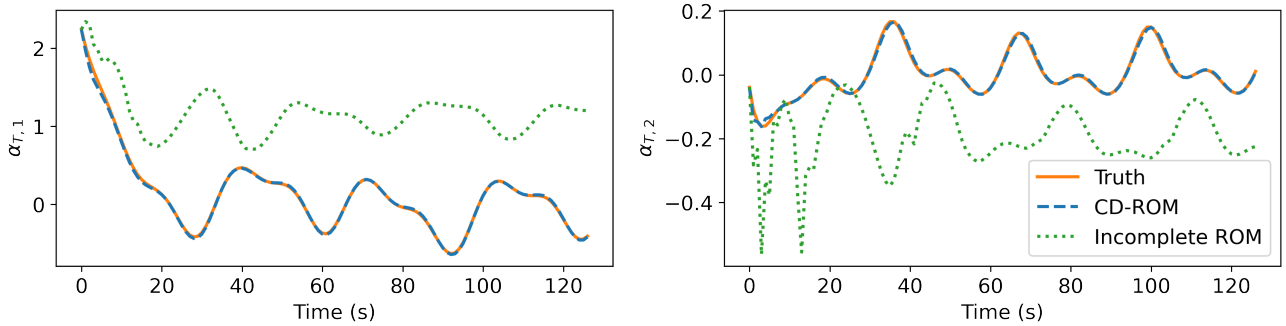 2
1
0
α_{T, 1}
0 20 40 60 80 100 120
Time (s)
0.2
0.0
−0.2
−0.4
α_{T, 2}
0 20 40 60 80 100 120
Time (s)
Truth
CD-ROM
Incomplete ROM